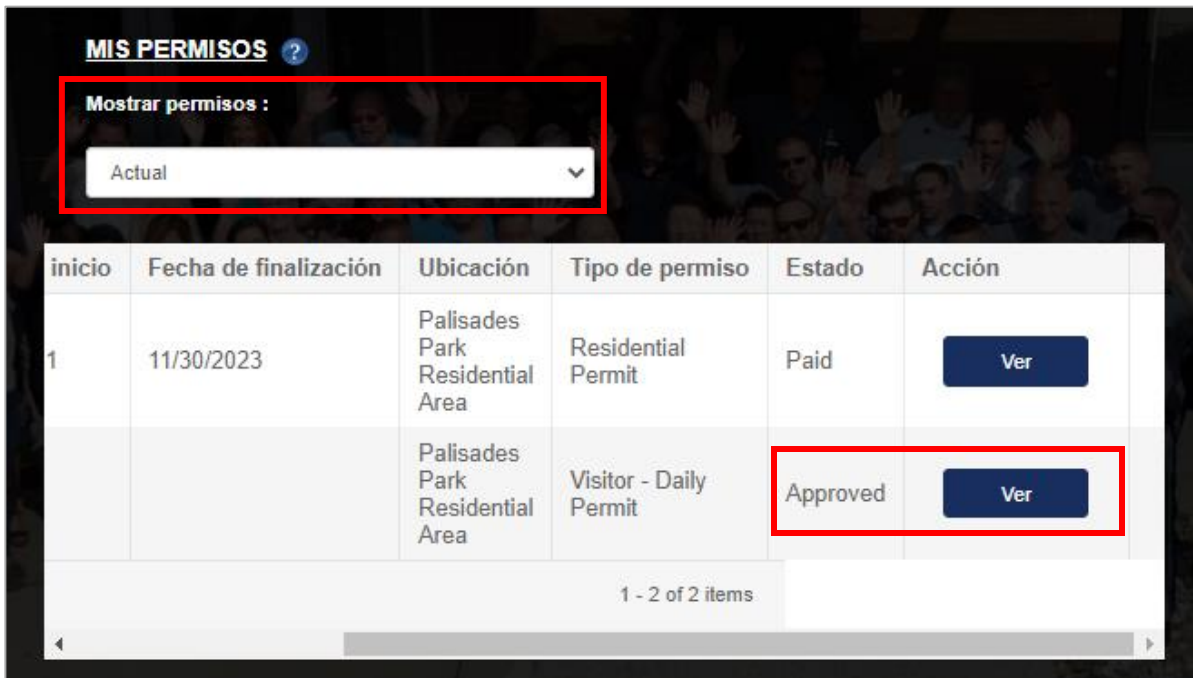 MIS PERMISOS ?
Mostrar permisos :
Actual
inicio Fecha de finalización Ubicación Tipo de permiso Estado Acción
1 11/30/2023 Palisades Park Residential Area Residential Permit Paid Ver
Palisades Park Residential Area Visitor - Daily Permit Approved Ver
1 - 2 of 2 items